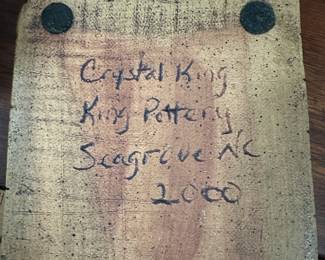 Crystal King
King Pottery
Seagrove NC
2000